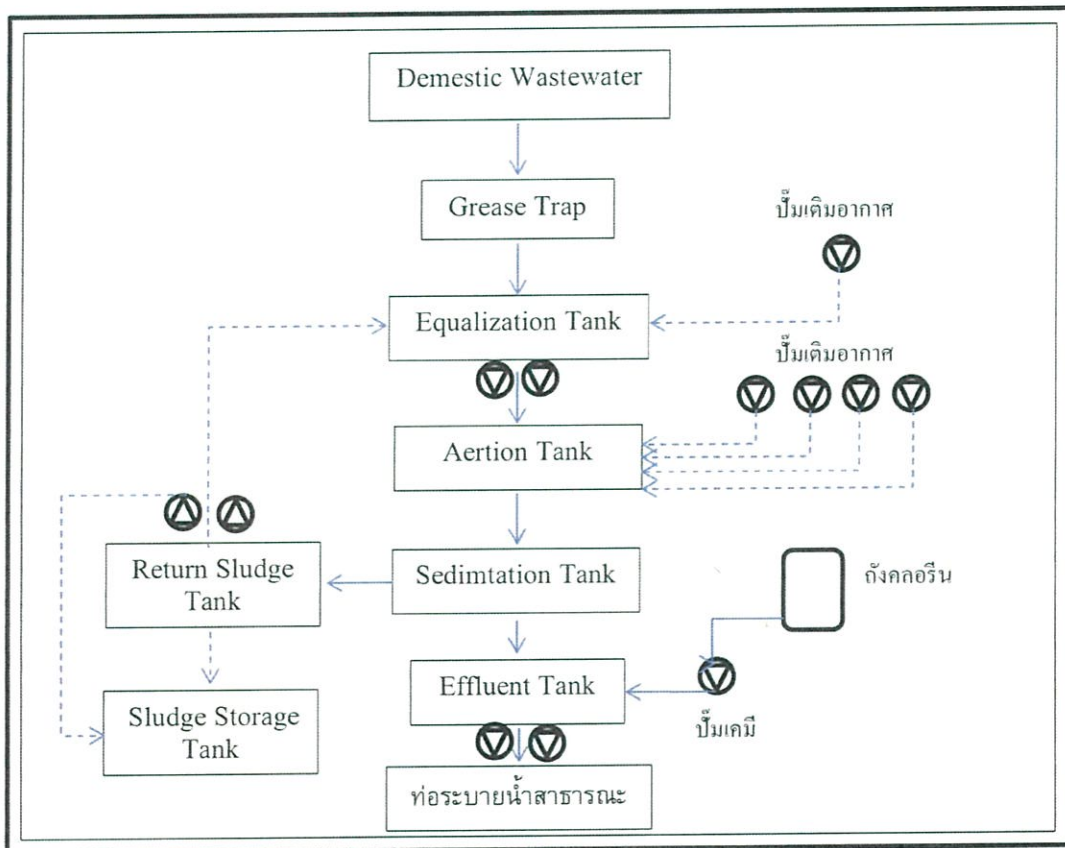 Demestic Wastewater
Grease Trap
ปั๊มเติมอากาศ
Equalization Tank
ปั๊มเติมอากาศ
Aertion Tank
Return Sludge
Tank
Sedimtation Tank
ถังคลอรีน
Effluent Tank
ปั๊มเคมี
Sludge Storage
Tank
ท่อระบายน้ำสาธารณะ